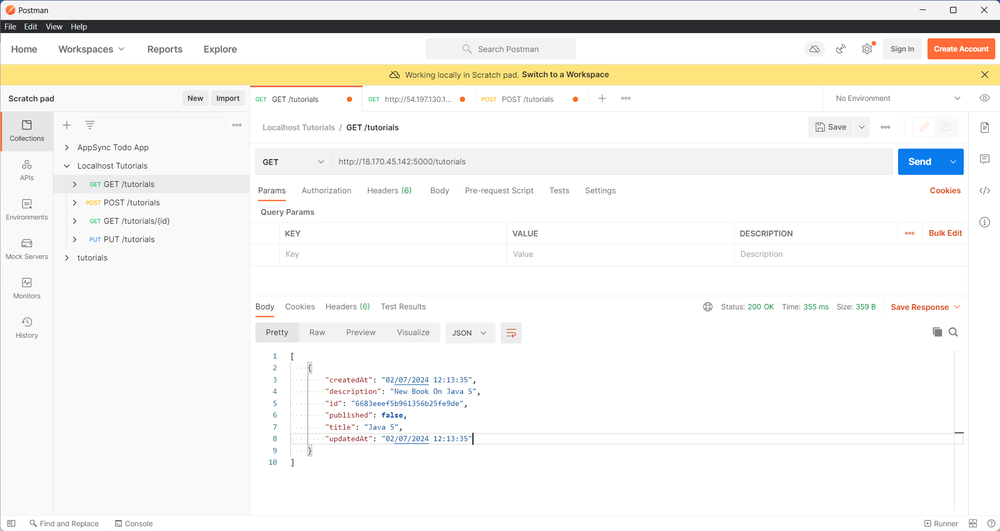 Postman
File Edit View Help
Home Workspaces Reports Explore Search Postman Sign In Create Account
Working locally in Scratch pad. Switch to a Workspace
Scratch pad New Import GET GET /tutorials GET http://54.197.130.1... POST POST /tutorials No Environment
Collections
APIs
Environments
Mock Servers
Monitors
History
AppSync Todo App
Localhost Tutorials
GET GET /tutorials
POST POST /tutorials
GET GET /tutorials/{id}
PUT PUT /tutorials
tutorials
Localhost Tutorials / GET /tutorials Save
GET http://18.170.45.142:5000/tutorials Send
Params Authorization Headers (6) Body Pre-request Script Tests Settings Cookies
Query Params
KEY VALUE DESCRIPTION Bulk Edit
Key Value Description
Body Cookies Headers (6) Test Results Status: 200 OK Time: 355 ms Size: 359 B Save Response
Pretty Raw Preview Visualize JSON
1 [
2 {
3 "createdAt": "02/07/2024 12:13:35",
4 "description": "New Book On Java 5",
5 "id": "6683eeef5b961356b25fe9de",
6 "published": false,
7 "title": "Java 5",
8 "updatedAt": "02/07/2024 12:13:35"
9 }
10 ]
Find and Replace Console Runner